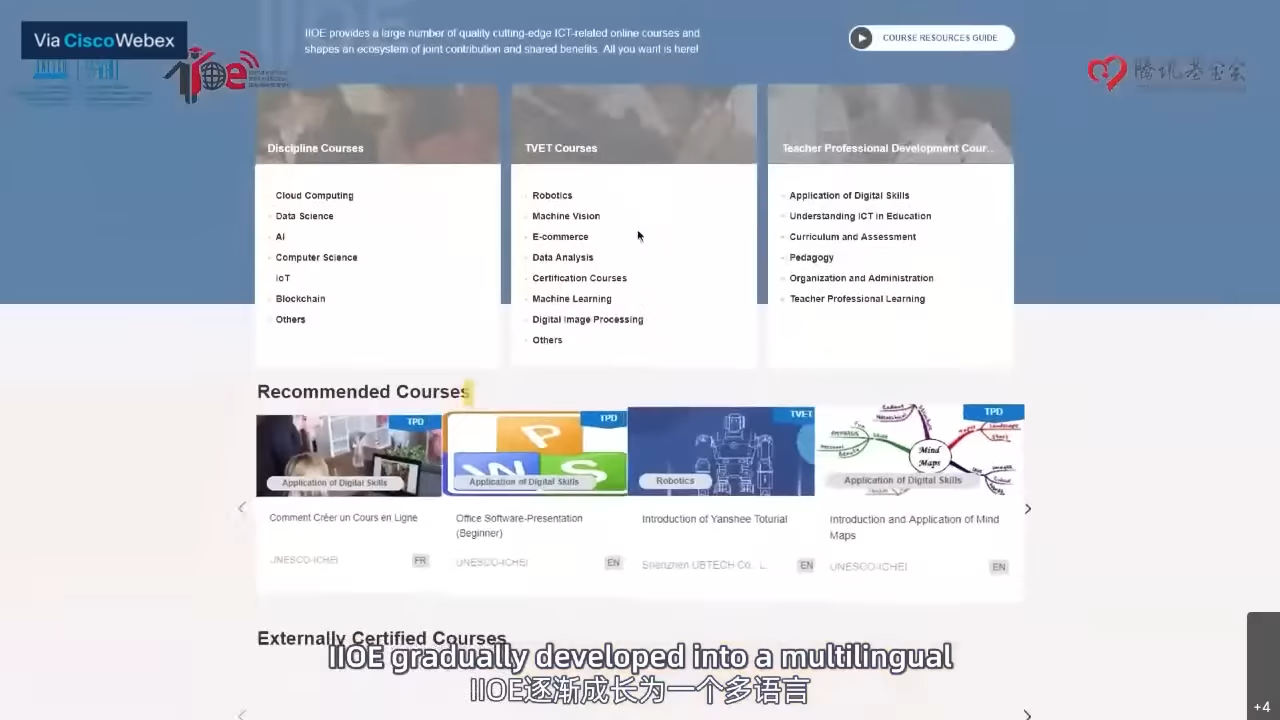 Via CiscoWebex
IIOE provides a large number of quality cutting-edge ICT-related online courses and
shapes an ecosystem of joint contribution and shared benefits. All you want is here!
COURSE RESOURCES GUIDE
iioe
腾讯基金会
Discipline Courses
TVET Courses
Teacher Professional Development Cour...
Cloud Computing
Data Science
AI
Computer Science
IoT
Blockchain
Others
Robotics
Machine Vision
E-commerce
Data Analysis
Certification Courses
Machine Learning
Digital Image Processing
Others
Application of Digital Skills
Understanding ICT in Education
Curriculum and Assessment
Pedagogy
Organization and Administration
Teacher Professional Learning
Recommended Courses
TPD
Application of Digital Skills
Comment Créer un Cours en Ligne
UNESCO-ICHEI
FR
TPD
P
W
S
Application of Digital Skills
Office Software-Presentation
(Beginner)
UNESCO-ICHEI
EN
TVET
Robotics
Introduction of Yanshee Toturial
Shenzhen UBTECH Co., L...
EN
TPD
Mind
Maps
Application of Digital Skills
Introduction and Application of Mind
Maps
UNESCO-ICHEI
EN
Externally Certified Courses
IIOE gradually developed into a multilingual
IIOE逐渐成长为一个多语言
+4